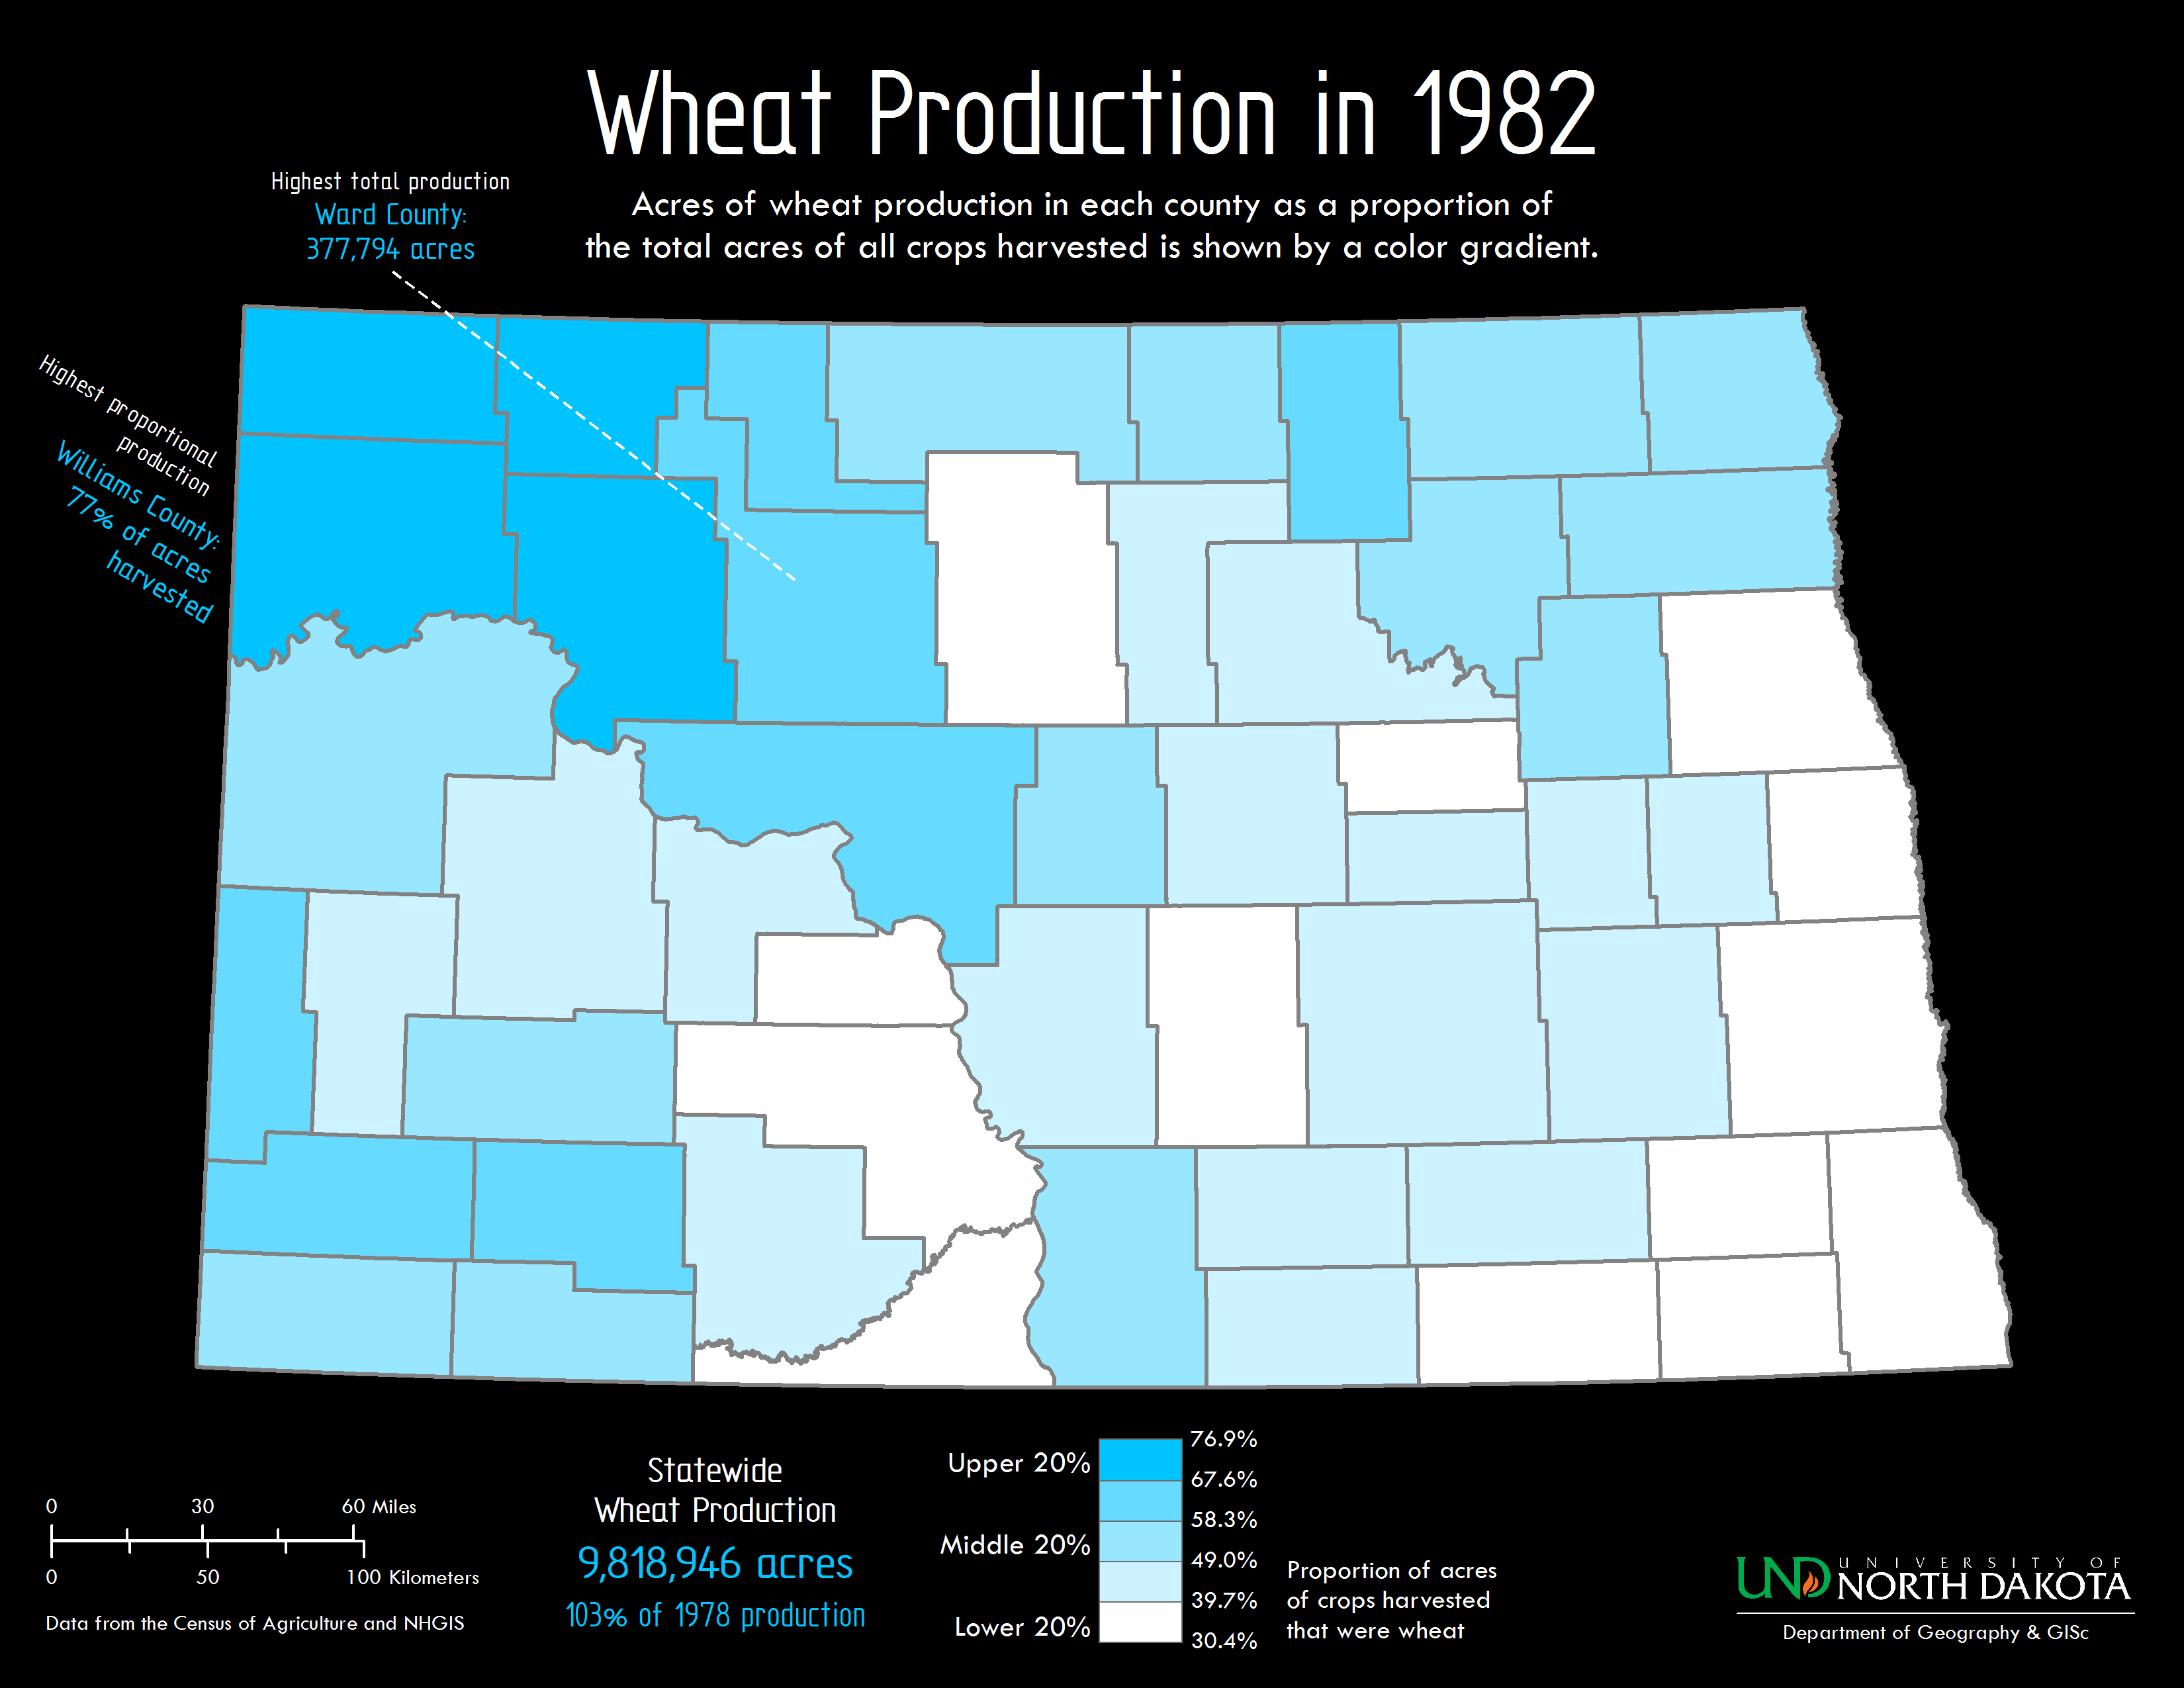 Wheat Production in 1982
Acres of wheat production in each county as a proportion of
the total acres of all crops harvested is shown by a color gradient.
Highest total production
Ward County:
377,794 acres
Highest proportional
production
Williams County:
77% of acres
harvested
0 30 60 Miles
0 50 100 Kilometers
Data from the Census of Agriculture and NHGIS
Statewide
Wheat Production
9,818,946 acres
103% of 1978 production
Upper 20%
Middle 20%
Lower 20%
76.9%
67.6%
58.3%
49.0%
39.7%
30.4%
Proportion of acres
of crops harvested
that were wheat
UND
UNIVERSITY OF
NORTH DAKOTA
Department of Geography & GISc